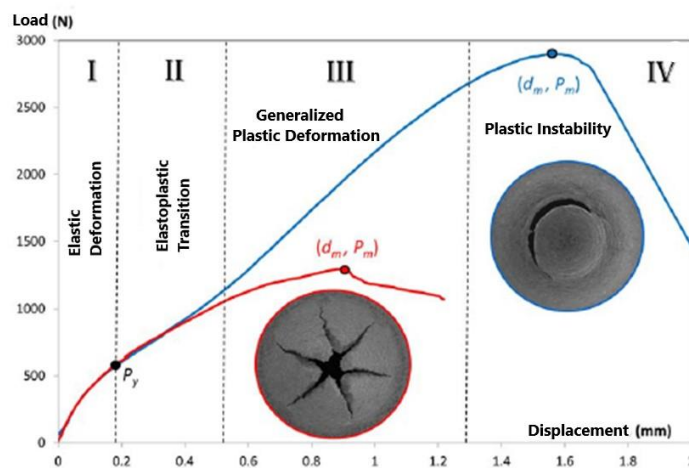 Load (N)
3000
2500
2000
1500
1000
500
0
I
II
III
IV
Elastic
Deformation
Elastoplastic
Transition
Generalized
Plastic Deformation
(dm, Pm)
Plastic Instability
(dm, Pm)
Py
Displacement (mm)
0
0.2
0.4
0.6
0.8
1
1.2
1.4
1.6
1.8